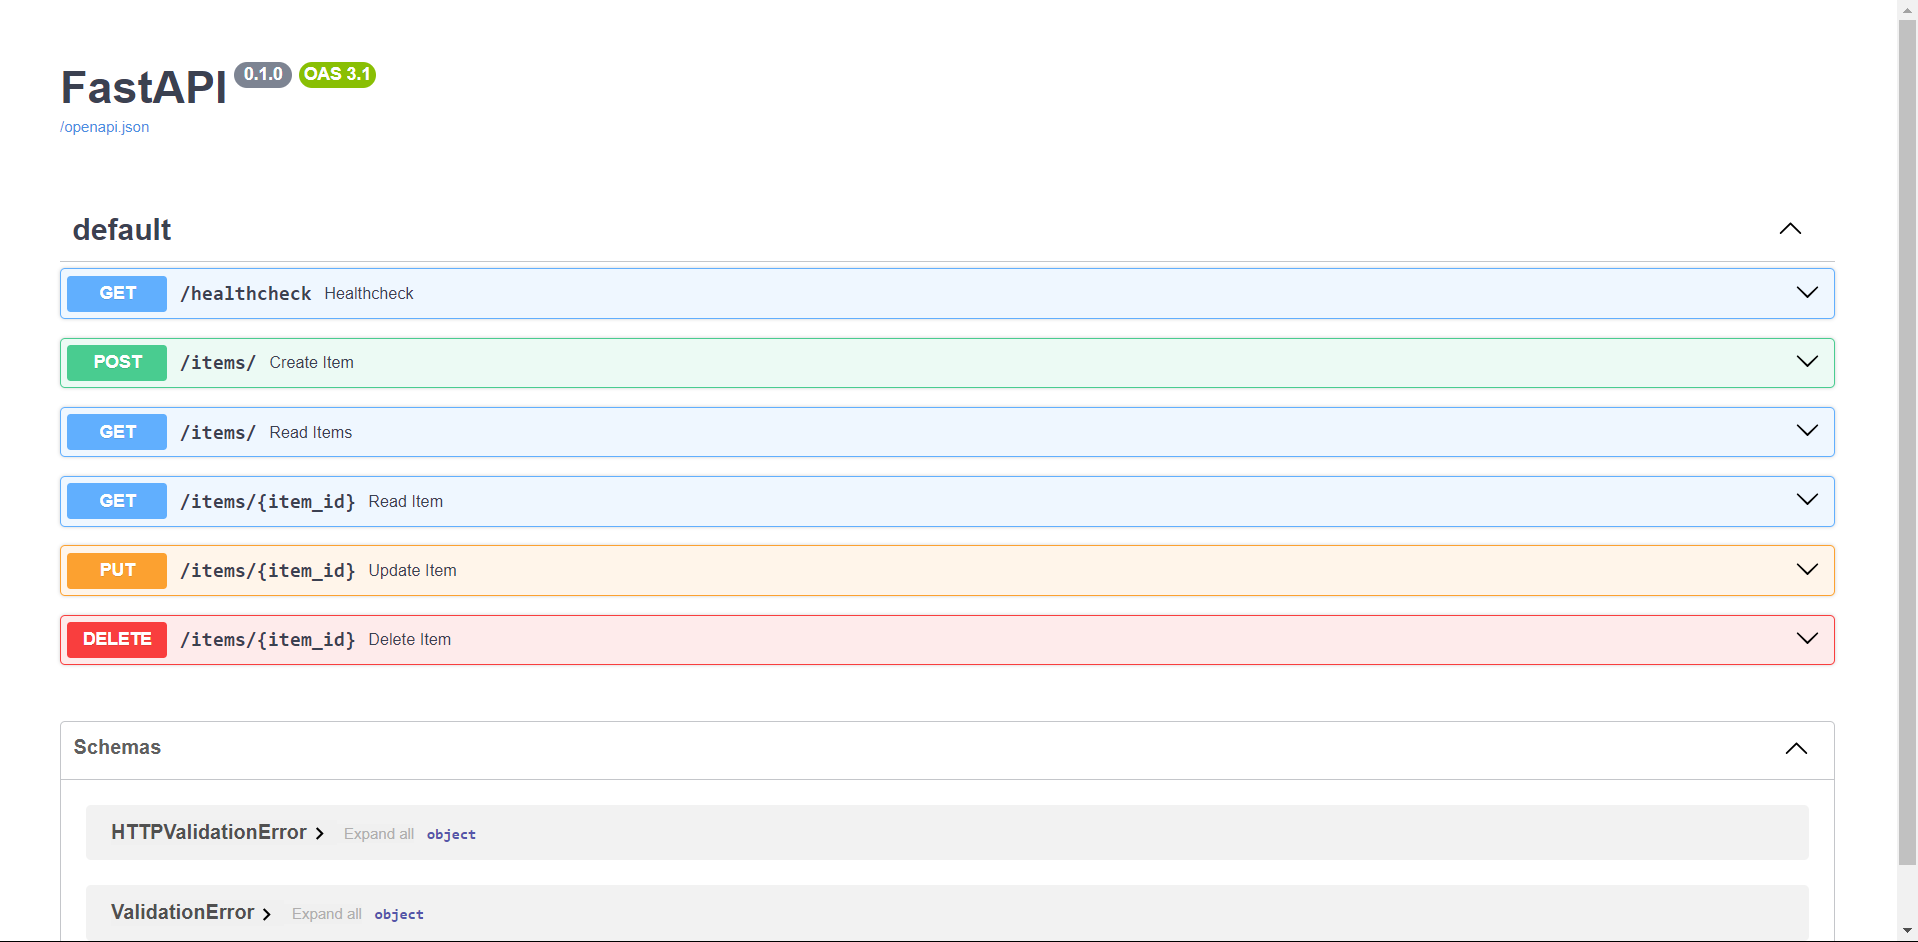 FastAPI 0.1.0 OAS 3.1
/openapi.json
default
GET /healthcheck Healthcheck
POST /items/ Create Item
GET /items/ Read Items
GET /items/{item_id} Read Item
PUT /items/{item_id} Update Item
DELETE /items/{item_id} Delete Item
Schemas
HTTPValidationError Expand all object
ValidationError Expand all object